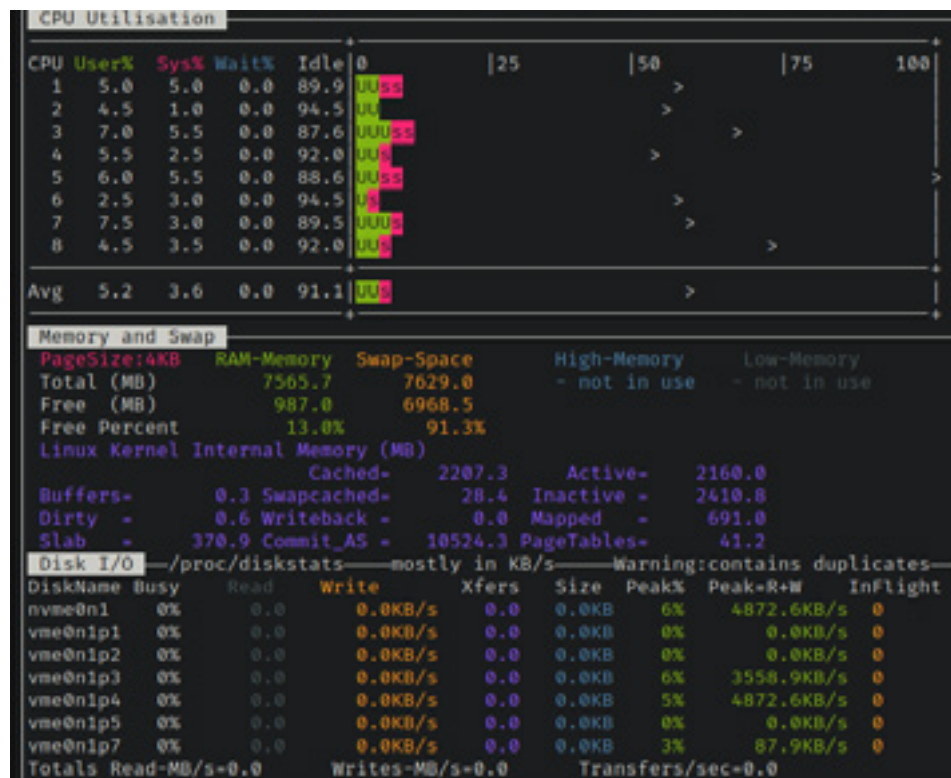 CPU Utilisation
CPU User% Sys% Wait% Idle|0 |25 |50 |75 100|
1 5.0 5.0 0.0 89.9|UUss >
2 4.5 1.0 0.0 94.5|UU >
3 7.0 5.5 0.0 87.6|UUUss >
4 5.5 2.5 0.0 92.0|UUs >
5 6.0 5.5 0.0 88.6|UUss >
6 2.5 3.0 0.0 94.5|Us >
7 7.5 3.0 0.0 89.5|UUUs >
8 4.5 3.5 0.0 92.0|UUs >
Avg 5.2 3.6 0.0 91.1|UUs >
Memory and Swap
PageSize:4KB RAM-Memory Swap-Space High-Memory Low-Memory
Total (MB) 7565.7 7629.0 - not in use - not in use
Free (MB) 987.0 6968.5
Free Percent 13.0% 91.3%
Linux Kernel Internal Memory (MB)
Cached= 2207.3 Active= 2160.0
Buffers= 0.3 Swapcached= 28.4 Inactive = 2410.8
Dirty = 0.6 Writeback = 0.0 Mapped = 691.0
Slab = 370.9 Commit_AS = 10524.3 PageTables= 41.2
Disk I/O —/proc/diskstats——mostly in KB/s——Warning:contains duplicates—
DiskName Busy Read Write Xfers Size Peak% Peak=R+W InFlight
nvme0n1 0% 0.0 0.0KB/s 0.0 0.0KB 6% 4872.6KB/s 0
vme0n1p1 0% 0.0 0.0KB/s 0.0 0.0KB 0% 0.0KB/s 0
vme0n1p2 0% 0.0 0.0KB/s 0.0 0.0KB 0% 0.0KB/s 0
vme0n1p3 0% 0.0 0.0KB/s 0.0 0.0KB 6% 3558.9KB/s 0
vme0n1p4 0% 0.0 0.0KB/s 0.0 0.0KB 5% 4872.6KB/s 0
vme0n1p5 0% 0.0 0.0KB/s 0.0 0.0KB 0% 0.0KB/s 0
vme0n1p7 0% 0.0 0.0KB/s 0.0 0.0KB 3% 87.9KB/s 0
Totals Read-MB/s=0.0 Writes-MB/s=0.0 Transfers/sec=0.0